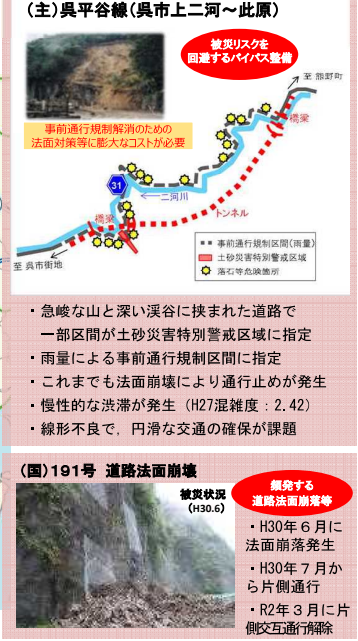 （主）呉平谷線（呉市上二河～此原）
被災リスクを
回避するバイパス整備
至 熊野町
事前通行規制解消のための
法面対策等に膨大なコストが必要
橋梁
31
←二河川
トンネル
橋梁
至 呉市街地
事前通行規制区間（雨量）
土砂災害特別警戒区域
落石等危険箇所
・急峻な山と深い渓谷に挟まれた道路で
一部区間が土砂災害特別警戒区域に指定
・雨量による事前通行規制区間に指定
・これまでも法面崩壊により通行止めが発生
・慢性的な渋滞が発生（H27混雑度：2.42）
・線形不良で，円滑な交通の確保が課題
（国）191号 道路法面崩壊
被災状況
（H30.6）
頻発する
道路法面崩落等
・H30年６月に
法面崩落発生
・H30年７月か
ら片側通行
・R2年３月に片
側交互通行解除